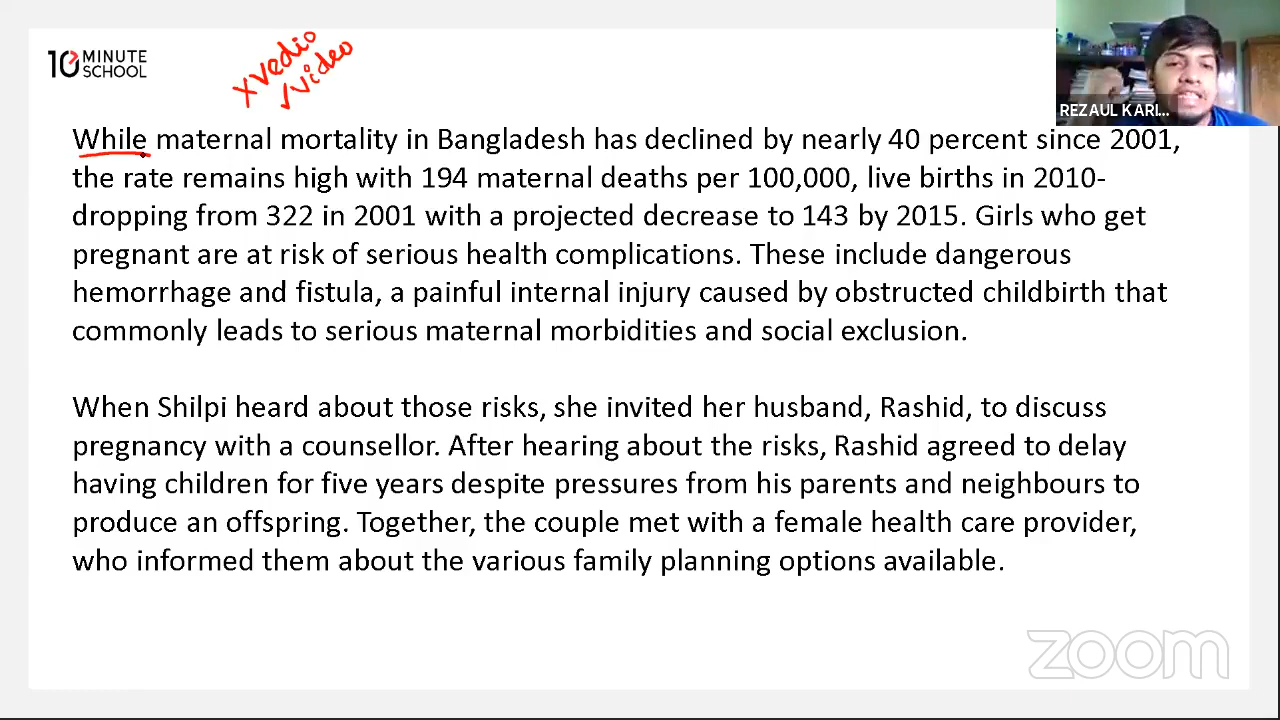 10 MINUTE
SCHOOL
xvedio
√video
REZAUL KARI...
While maternal mortality in Bangladesh has declined by nearly 40 percent since 2001,
the rate remains high with 194 maternal deaths per 100,000, live births in 2010-
dropping from 322 in 2001 with a projected decrease to 143 by 2015. Girls who get
pregnant are at risk of serious health complications. These include dangerous
hemorrhage and fistula, a painful internal injury caused by obstructed childbirth that
commonly leads to serious maternal morbidities and social exclusion.
When Shilpi heard about those risks, she invited her husband, Rashid, to discuss
pregnancy with a counsellor. After hearing about the risks, Rashid agreed to delay
having children for five years despite pressures from his parents and neighbours to
produce an offspring. Together, the couple met with a female health care provider,
who informed them about the various family planning options available.
zoom